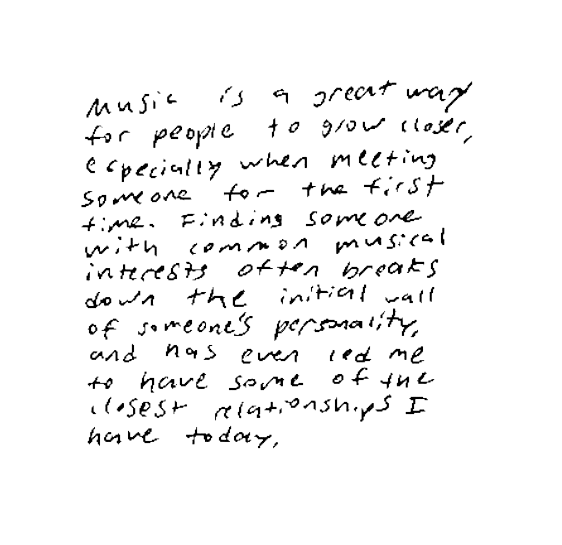 Music is a great way
for people to grow closer,
especially when meeting
someone for the first
time. Finding someone
with common musical
interests often breaks
down the initial wall
of someone's personality,
and has even led me
to have some of the
closest relationships I
have today.